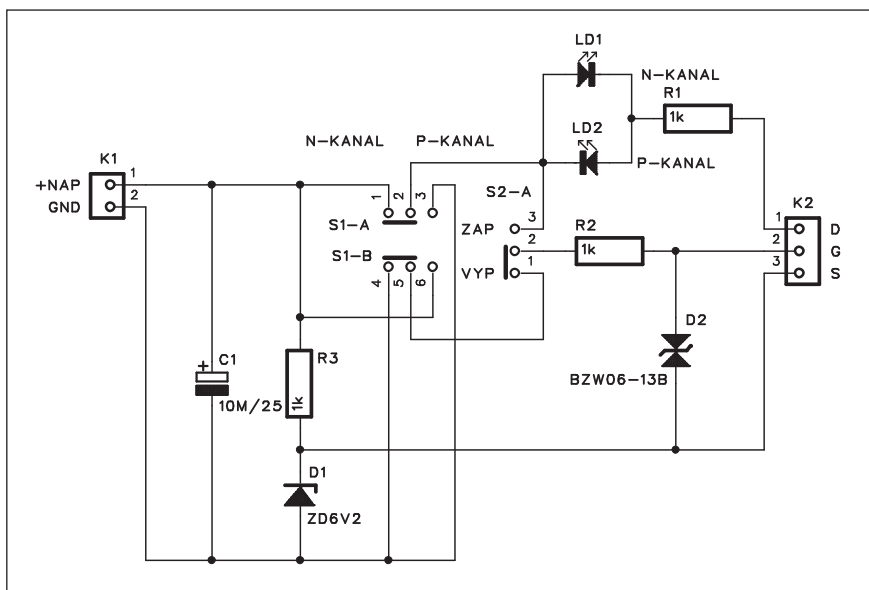 LD1
N-KANAL
R1
1k
LD2
P-KANAL
N-KANAL P-KANAL
K1
+NAP 1
GND 2
1 2 3
S1-A
S1-B
4 5 6
S2-A
ZAP 3
2
VYP 1
R2
1k
K2
1 D
2 G
3 S
D2
BZW06-13B
C1
+
10M/25
R3
1k
D1
ZD6V2